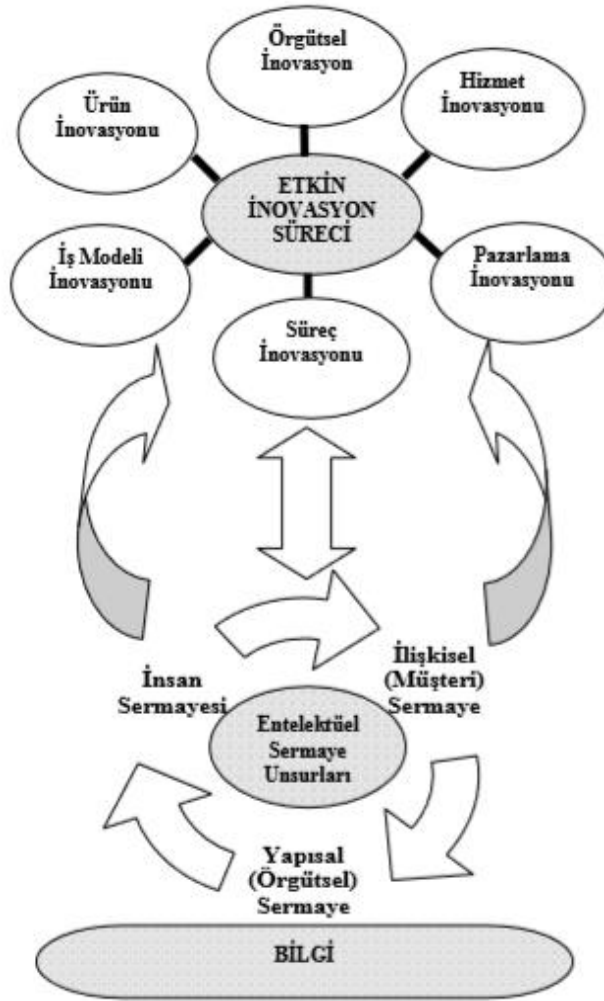 Örgütsel
İnovasyon
Hizmet
İnovasyonu
Ürün
İnovasyonu
ETKİN
İNOVASYON
SÜRECİ
İş Modeli
İnovasyonu
Pazarlama
İnovasyonu
Süreç
İnovasyonu
İnsan
Sermayesi
İlişkisel
(Müşteri)
Sermaye
Entelektüel
Sermaye
Unsurları
Yapısal
(Örgütsel)
Sermaye
BİLGİ